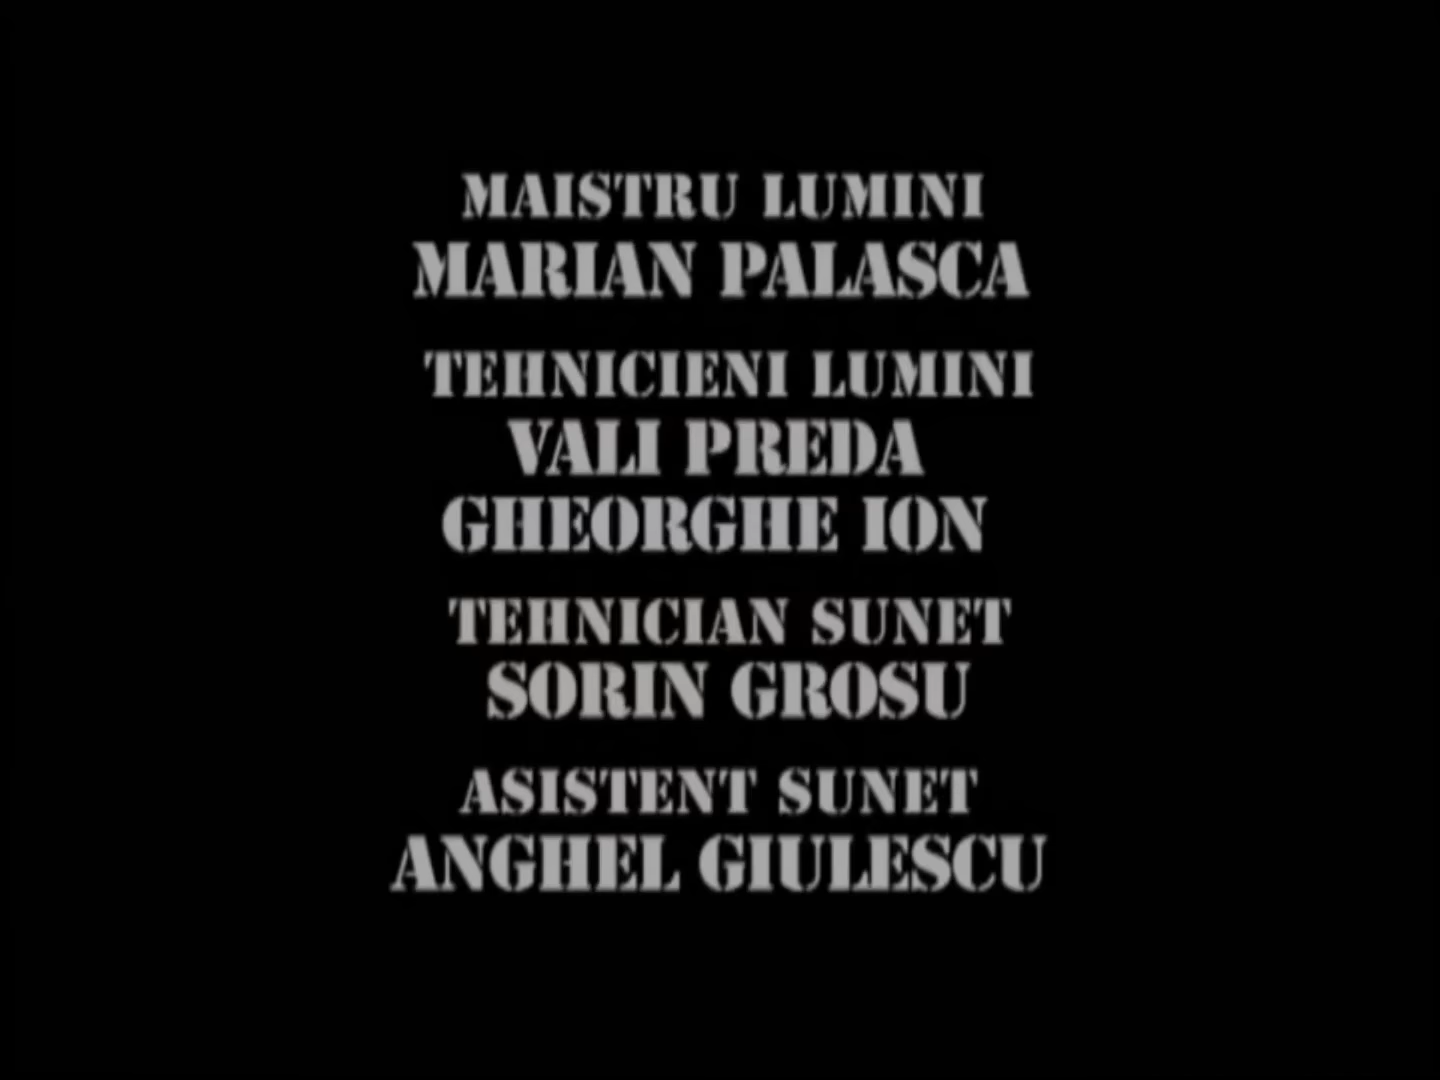 MAISTRU LUMINI
MARIAN PALASCA
TEHNICIENI LUMINI
VALI PREDA
GHEORGHE ION
TEHNICIAN SUNET
SORIN GROSU
ASISTENT SUNET
ANGHEL GIULESCU